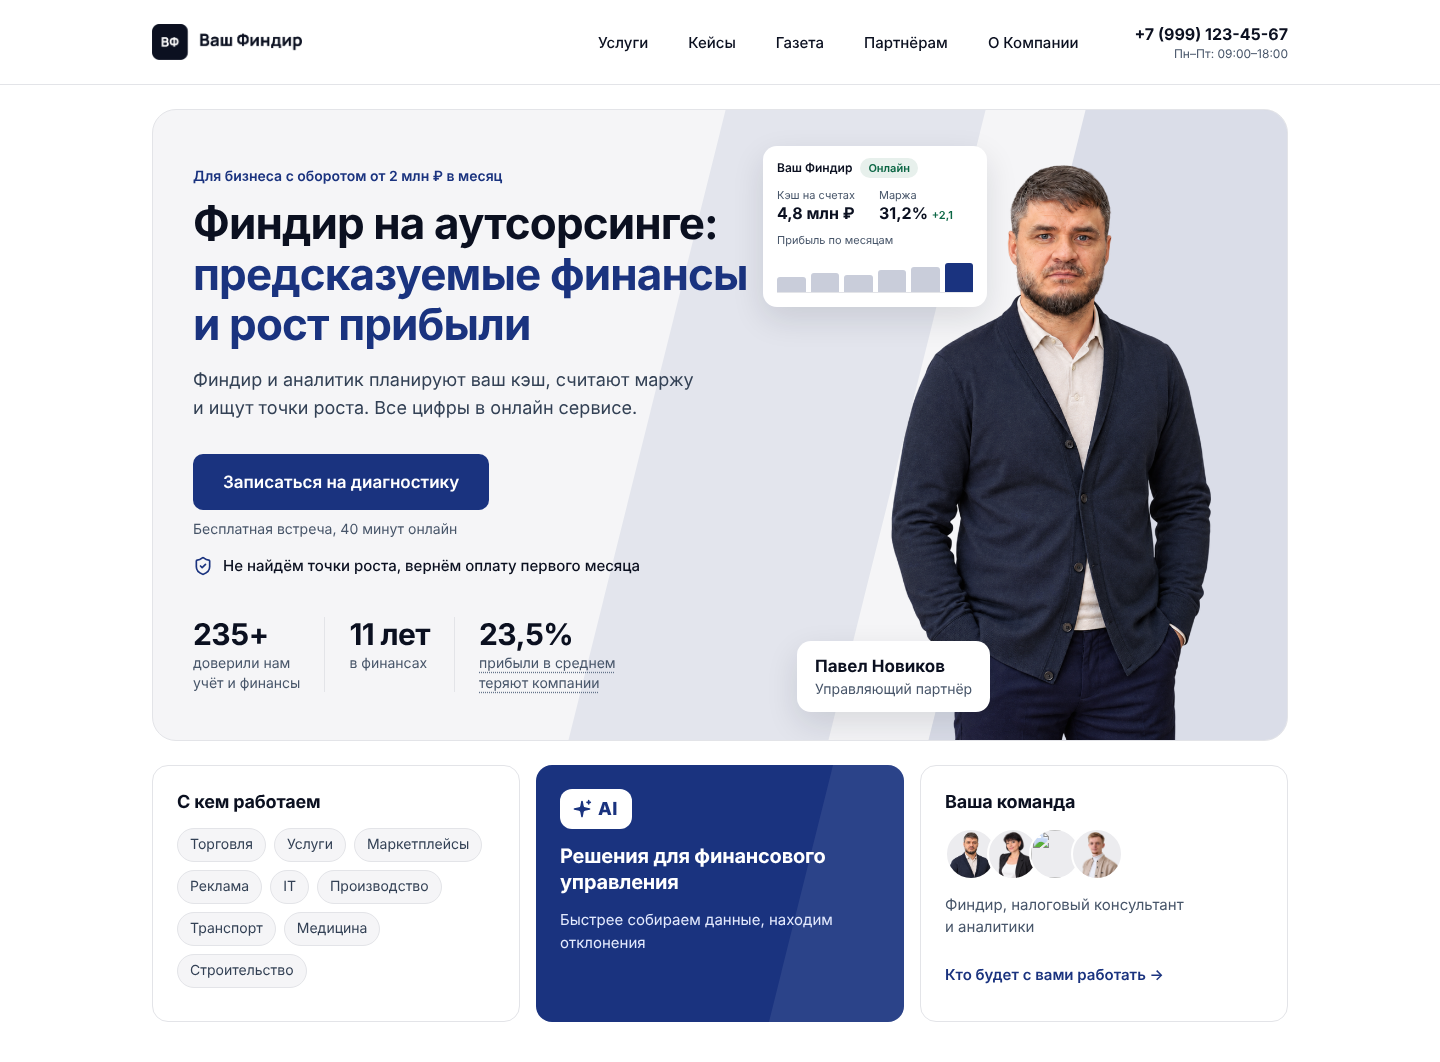 ВФ Ваш Финдир
Услуги Кейсы Газета Партнёрам О Компании
+7 (999) 123-45-67
Пн–Пт: 09:00–18:00
Для бизнеса с оборотом от 2 млн ₽ в месяц
Финдир на аутсорсинге:
предсказуемые финансы
и рост прибыли
Финдир и аналитик планируют ваш кэш, считают маржу
и ищут точки роста. Все цифры в онлайн сервисе.
Записаться на диагностику
Бесплатная встреча, 40 минут онлайн
Не найдём точки роста, вернём оплату первого месяца
235+
доверили нам
учёт и финансы
11 лет
в финансах
23,5%
прибыли в среднем
теряют компании
Ваш Финдир Онлайн
Кэш на счетах Маржа
4,8 млн ₽ 31,2% +2,1
Прибыль по месяцам
Павел Новиков
Управляющий партнёр
С кем работаем
Торговля Услуги Маркетплейсы
Реклама IT Производство
Транспорт Медицина
Строительство
AI
Решения для финансового
управления
Быстрее собираем данные, находим
отклонения
Ваша команда
Финдир, налоговый консультант
и аналитики
Кто будет с вами работать →